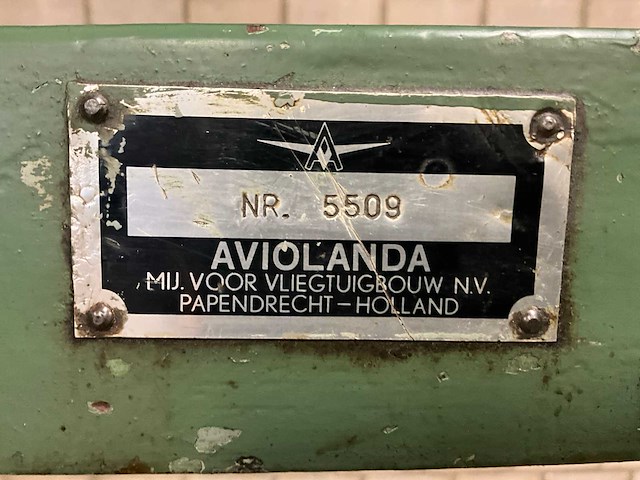 NR. 5509
AVIOLANDA
MIJ. VOOR VLIEGTUIGBOUW N.V.
PAPENDRECHT-HOLLAND